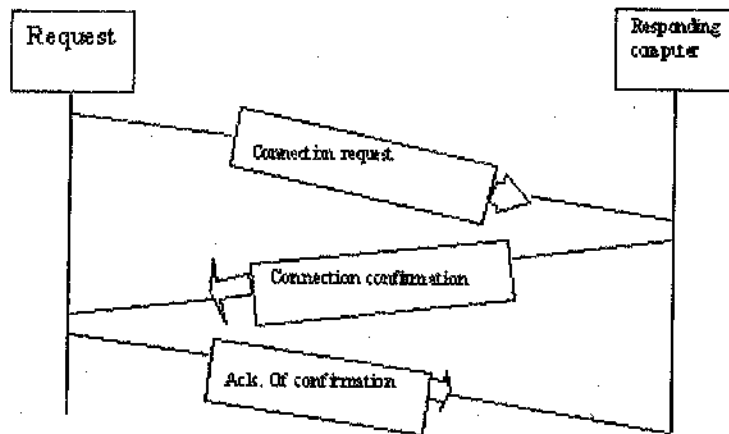 Request
Responding
computer
Connection request
Connection confirmation
Ack. Of confirmation